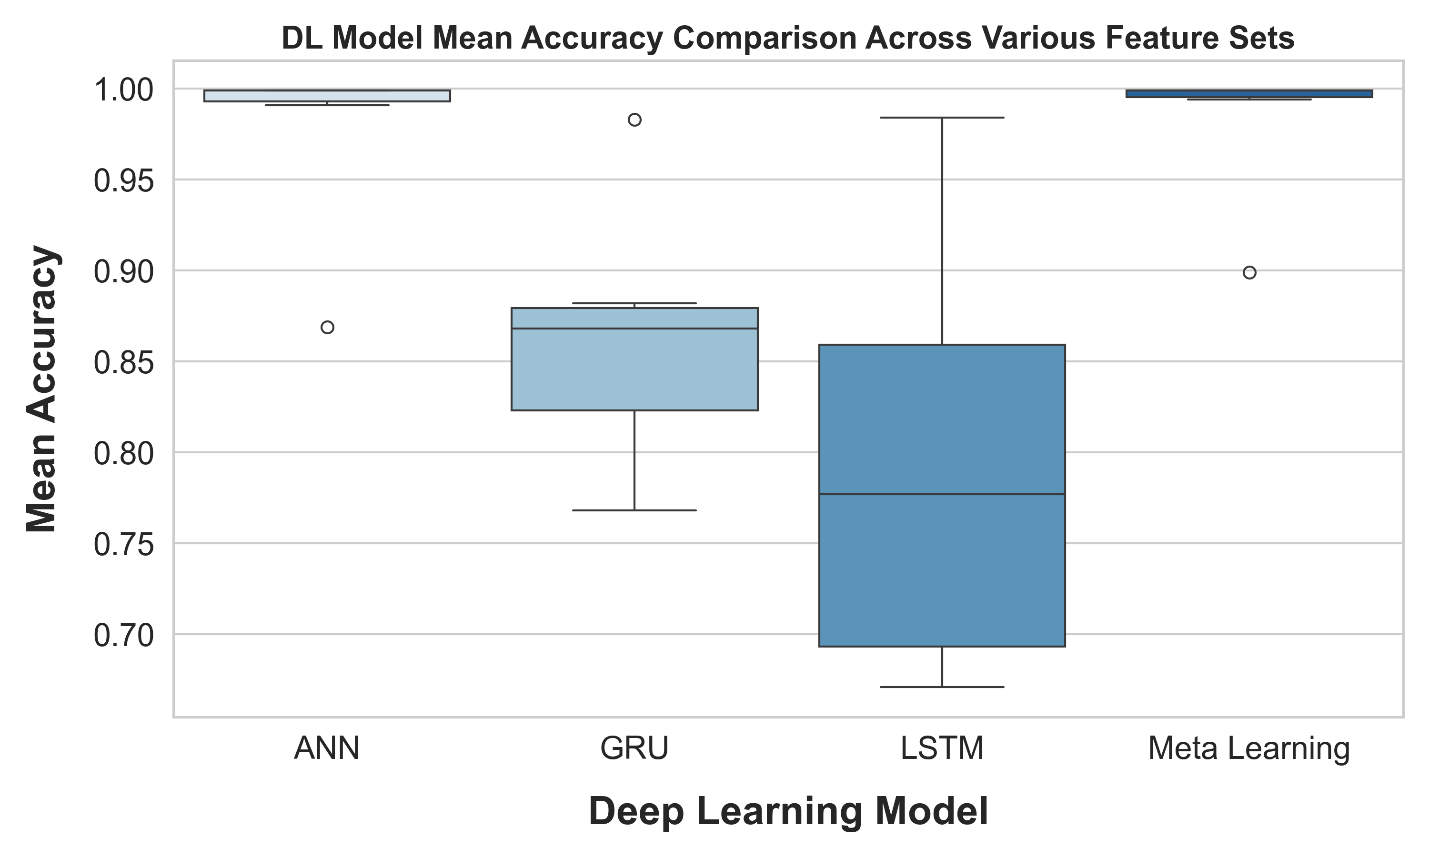 DL Model Mean Accuracy Comparison Across Various Feature Sets
1.00
0.95
0.90
0.85
0.80
0.75
0.70
Mean Accuracy
ANN GRU LSTM Meta Learning
Deep Learning Model